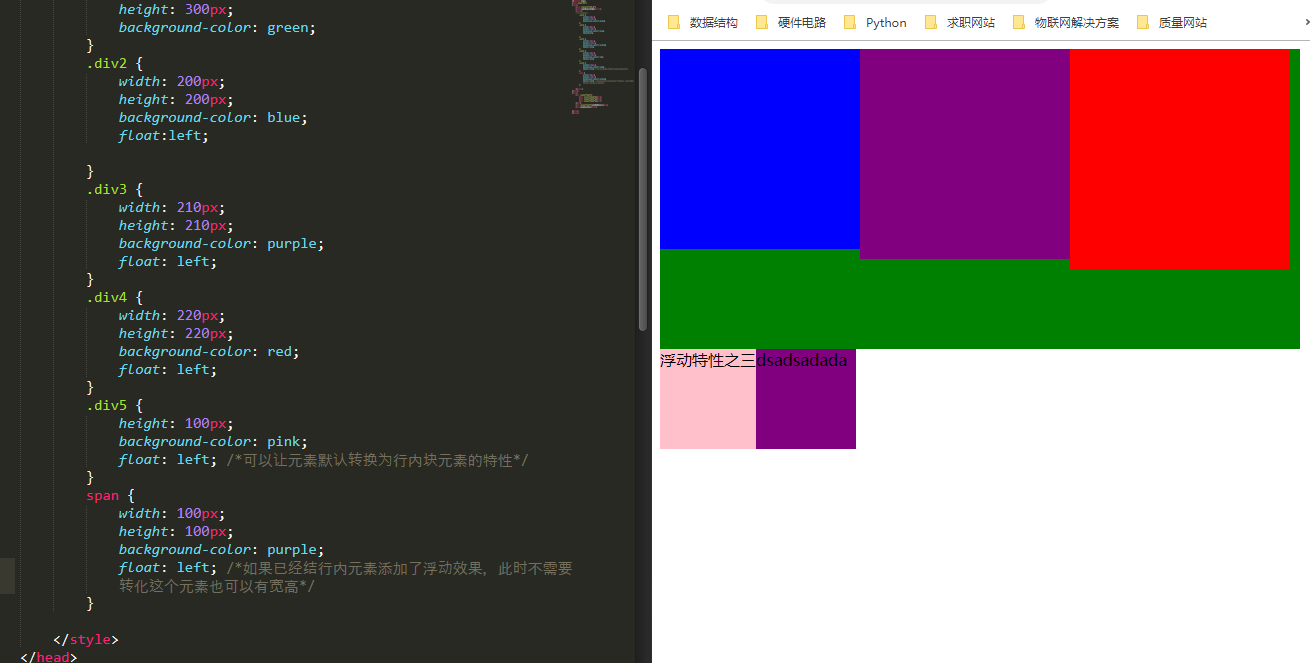 height: 300px;
background-color: green;
}
.div2 {
width: 200px;
height: 200px;
background-color: blue;
float:left;
}
.div3 {
width: 210px;
height: 210px;
background-color: purple;
float: left;
}
.div4 {
width: 220px;
height: 220px;
background-color: red;
float: left;
}
.div5 {
height: 100px;
background-color: pink;
float: left; /*可以让元素默认转换为行内块元素的特性*/
}
span {
width: 100px;
height: 100px;
background-color: purple;
float: left; /*如果已经结行内元素添加了浮动效果，此时不需要
转化这个元素也可以有宽高*/
}
</style>
</head>
数据结构 硬件电路 Python 求职网站 物联网解决方案 质量网站
浮动特性之三dsadsadada